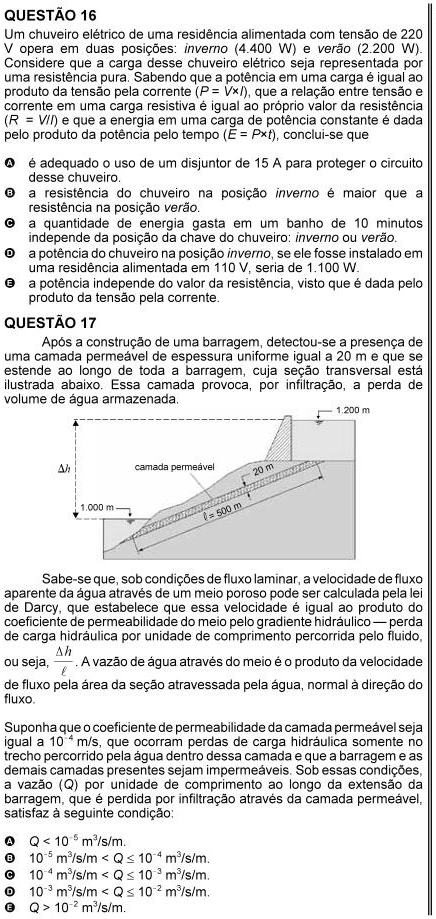 QUESTÃO 16
Um chuveiro elétrico de uma residência alimentada com tensão de 220
V opera em duas posições: inverno (4.400 W) e verão (2.200 W).
Considere que a carga desse chuveiro elétrico seja representada por
uma resistência pura. Sabendo que a potência em uma carga é igual ao
produto da tensão pela corrente (P = V×I), que a relação entre tensão e
corrente em uma carga resistiva é igual ao próprio valor da resistência
(R = V/I) e que a energia em uma carga de potência constante é dada
pelo produto da potência pelo tempo (E = P×t), conclui-se que
A é adequado o uso de um disjuntor de 15 A para proteger o circuito
desse chuveiro.
B a resistência do chuveiro na posição inverno é maior que a
resistência na posição verão.
C a quantidade de energia gasta em um banho de 10 minutos
independe da posição da chave do chuveiro: inverno ou verão.
D a potência do chuveiro na posição inverno, se ele fosse instalado em
uma residência alimentada em 110 V, seria de 1.100 W.
E a potência independe do valor da resistência, visto que é dada pelo
produto da tensão pela corrente.
QUESTÃO 17
Após a construção de uma barragem, detectou-se a presença de
uma camada permeável de espessura uniforme igual a 20 m e que se
estende ao longo de toda a barragem, cuja seção transversal está
ilustrada abaixo. Essa camada provoca, por infiltração, a perda de
volume de água armazenada.
1.200 m
Δh
camada permeável
20 m
1.000 m
ℓ = 500 m
Sabe-se que, sob condições de fluxo laminar, a velocidade de fluxo
aparente da água através de um meio poroso pode ser calculada pela lei
de Darcy, que estabelece que essa velocidade é igual ao produto do
coeficiente de permeabilidade do meio pelo gradiente hidráulico — perda
de carga hidráulica por unidade de comprimento percorrida pelo fluido,
ou seja, Δh/ℓ. A vazão de água através do meio é o produto da velocidade
de fluxo pela área da seção atravessada pela água, normal à direção do
fluxo.
Suponha que o coeficiente de permeabilidade da camada permeável seja
igual a 10⁻⁴ m/s, que ocorram perdas de carga hidráulica somente no
trecho percorrido pela água dentro dessa camada e que a barragem e as
demais camadas presentes sejam impermeáveis. Sob essas condições,
a vazão (Q) por unidade de comprimento ao longo da extensão da
barragem, que é perdida por infiltração através da camada permeável,
satisfaz à seguinte condição:
A Q < 10⁻⁵ m³/s/m.
B 10⁻⁵ m³/s/m < Q ≤ 10⁻⁴ m³/s/m.
C 10⁻⁴ m³/s/m < Q ≤ 10⁻³ m³/s/m.
D 10⁻³ m³/s/m < Q ≤ 10⁻² m³/s/m.
E Q > 10⁻² m³/s/m.